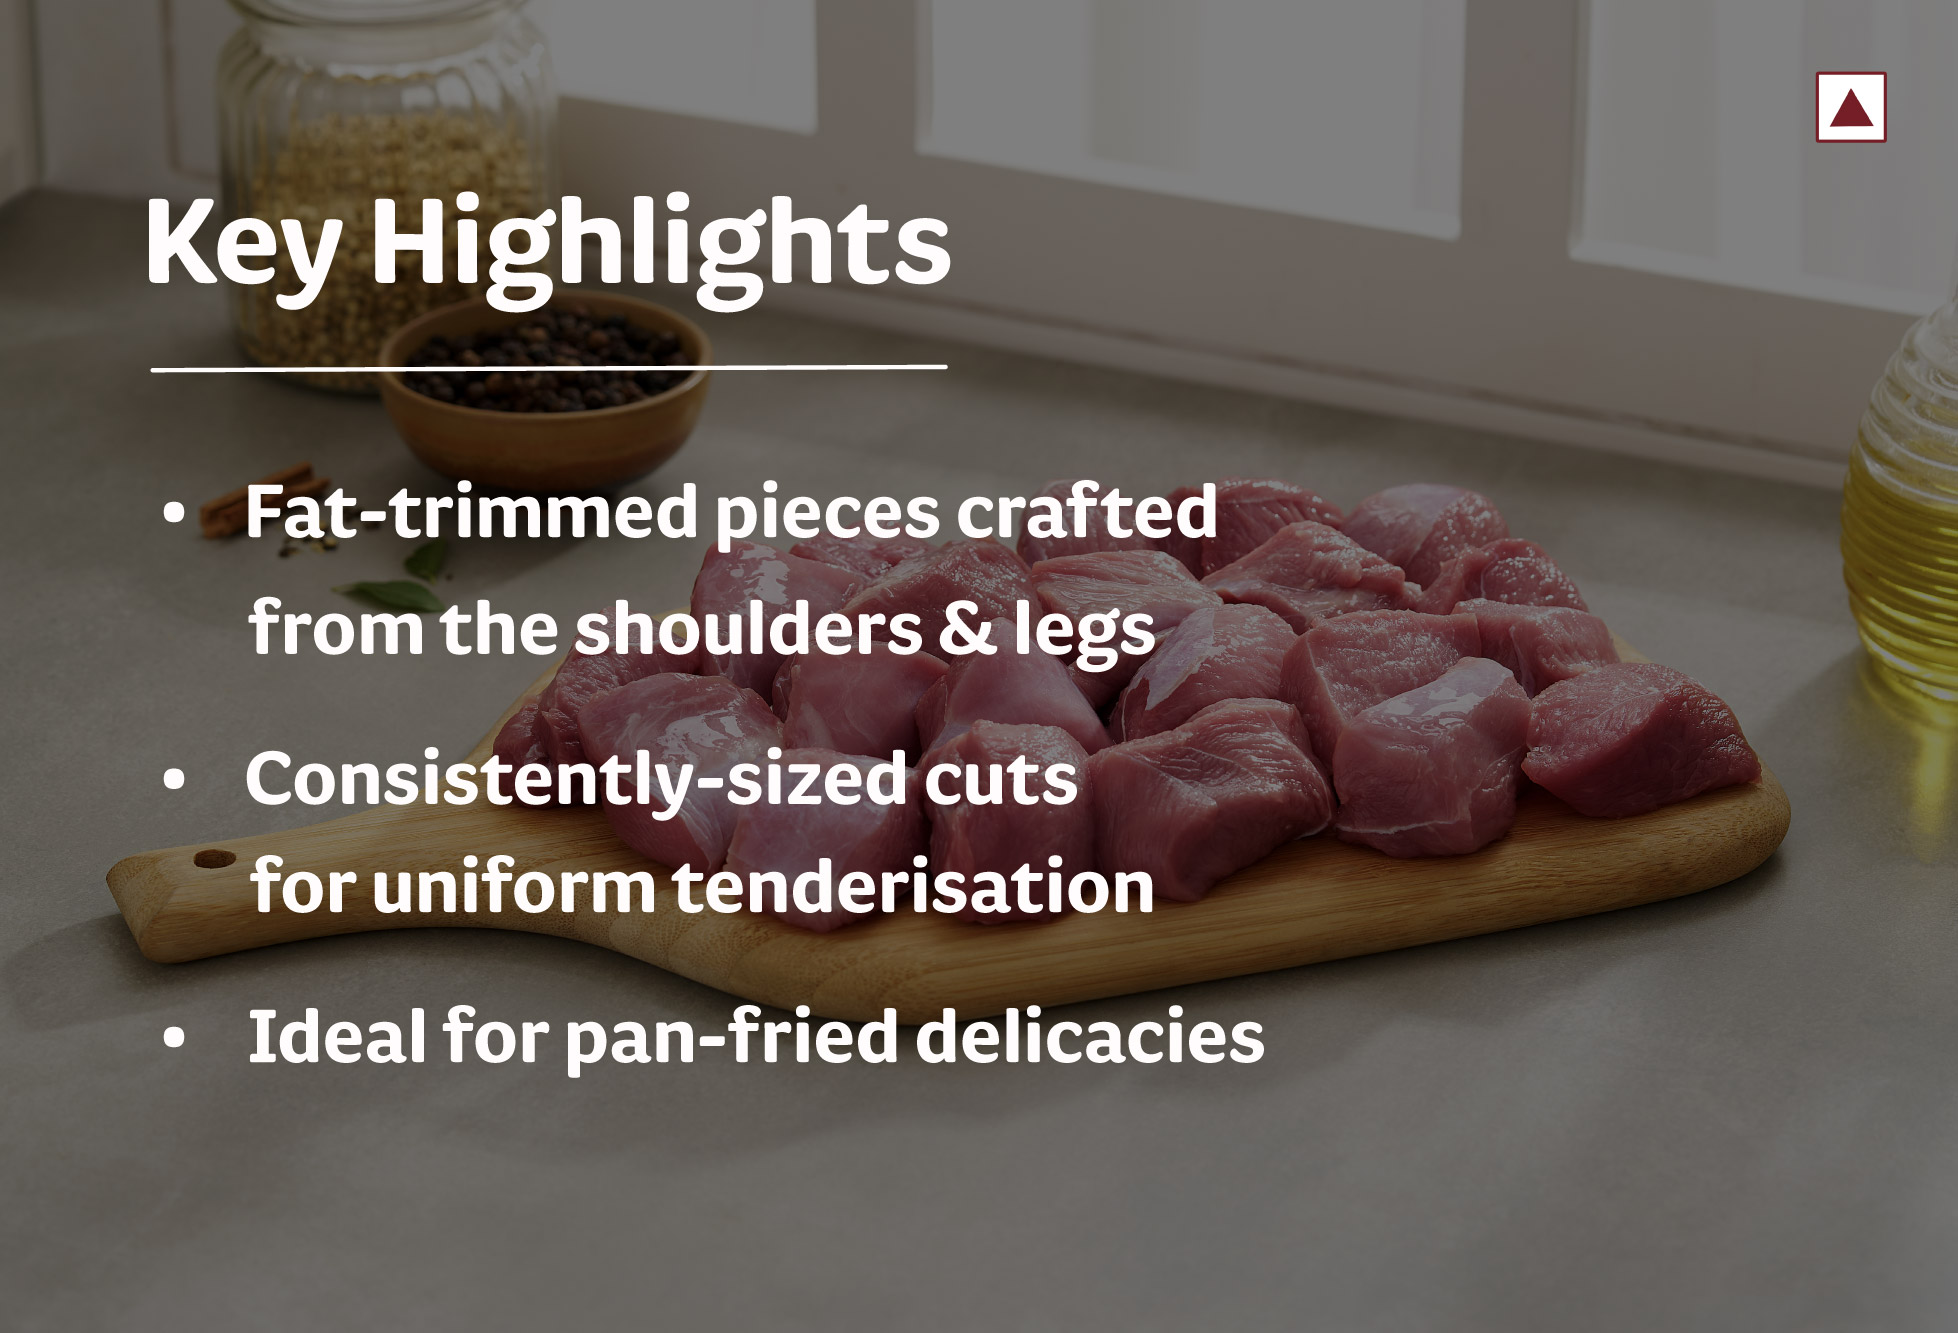 Key Highlights
• Fat-trimmed pieces crafted
from the shoulders & legs
• Consistently-sized cuts
for uniform tenderisation
• Ideal for pan-fried delicacies